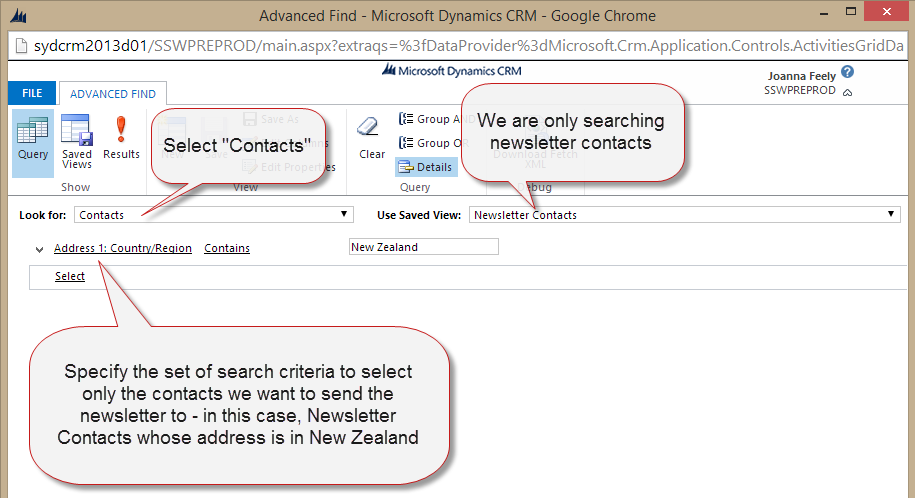 Advanced Find - Microsoft Dynamics CRM - Google Chrome
sydcrm2013d01/SSWPREPROD/main.aspx?extraqs=%3fDataProvider%3dMicrosoft.Crm.Application.Controls.ActivitiesGridDa
Microsoft Dynamics CRM
Joanna Feely
SSWPREPROD
FILE
ADVANCED FIND
Query
Saved
Views
Results
Show
New
Save
Save As
Edit Properties
View
Clear
Group AND
Group OR
Details
Query
Download Fetch
XML
Debug
Select "Contacts"
We are only searching
newsletter contacts
Look for:
Contacts
Use Saved View:
Newsletter Contacts
Address 1: Country/Region
Contains
New Zealand
Select
Specify the set of search criteria to select
only the contacts we want to send the
newsletter to - in this case, Newsletter
Contacts whose address is in New Zealand